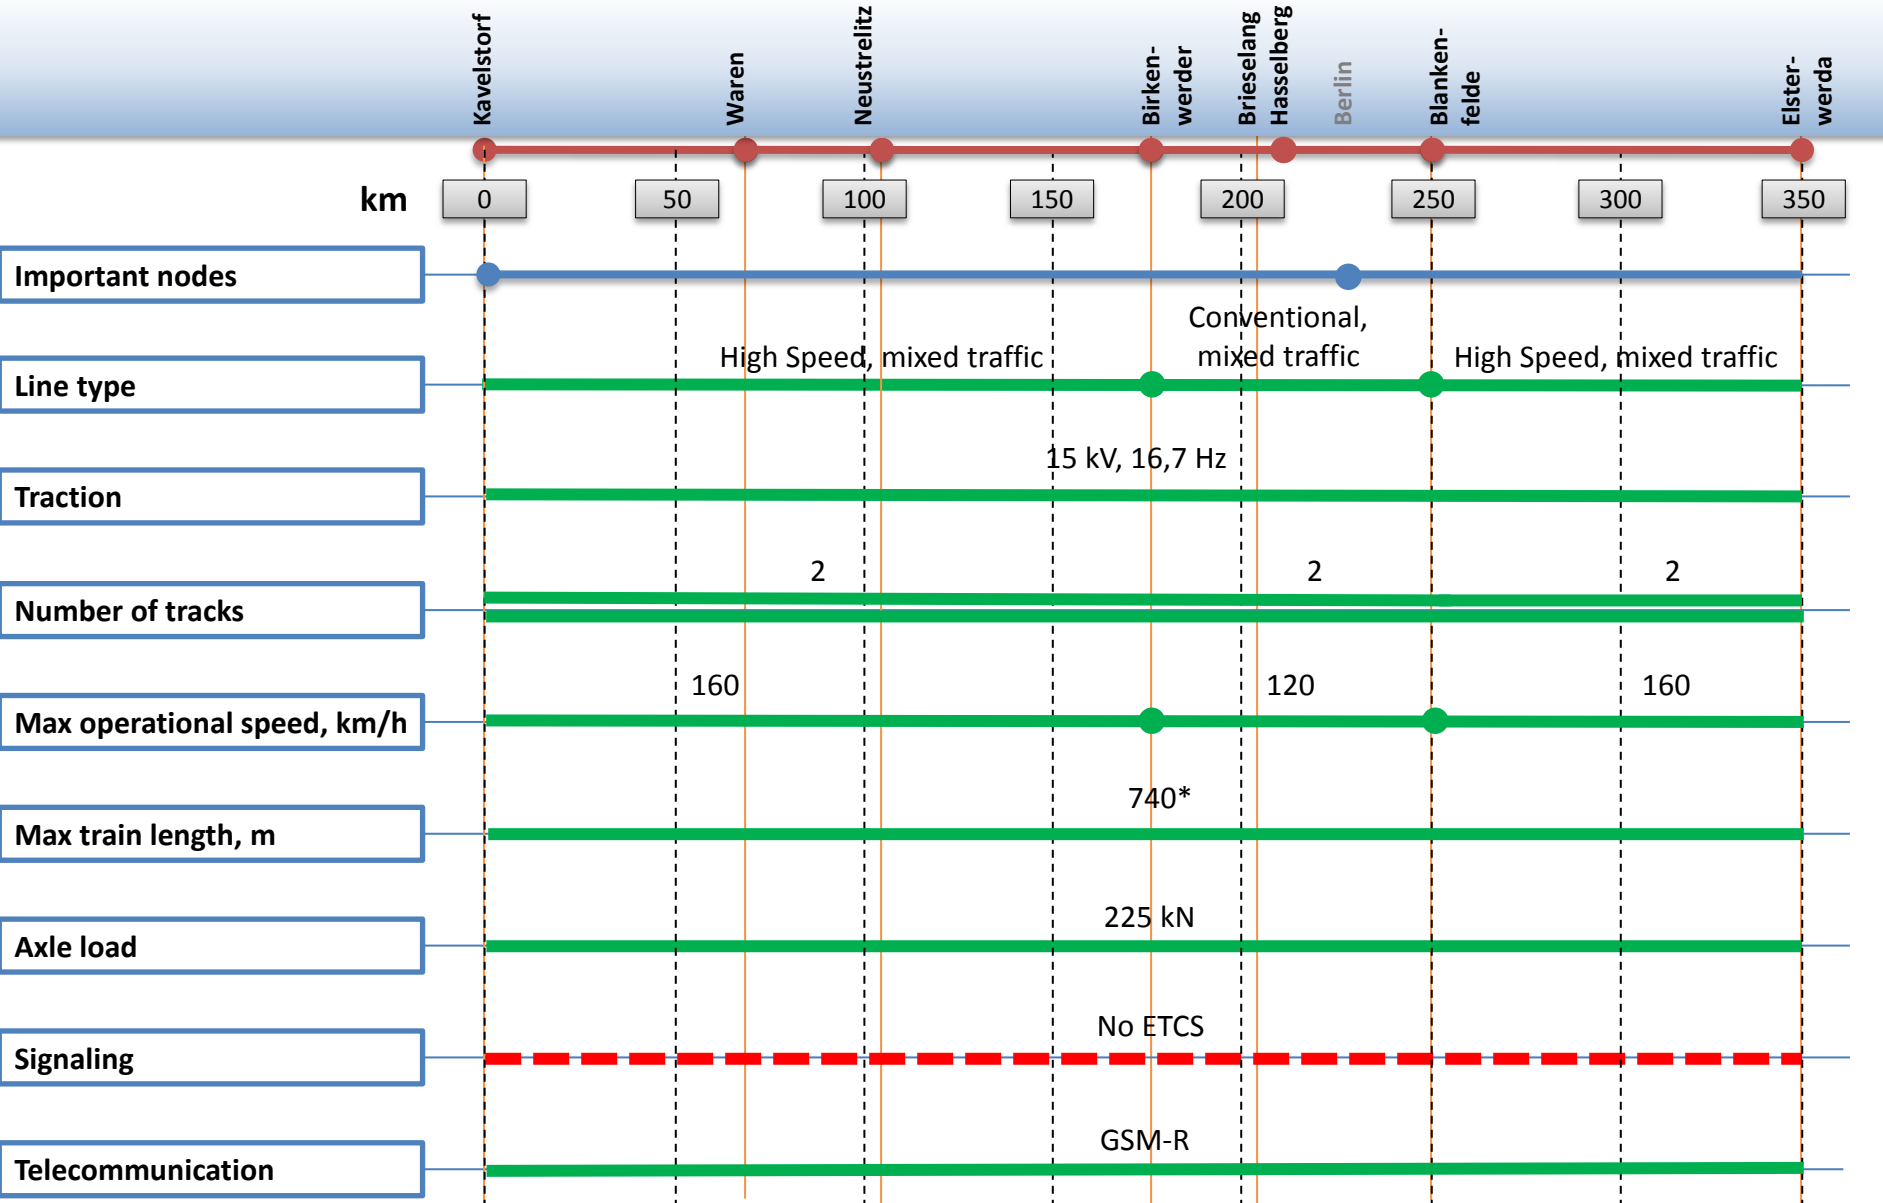 Kavelstorf
Waren
Neustrelitz
Birken-
werder
Brieselang
Hasselberg
Berlin
Blanken-
felde
Elster-
werda
km
0
50
100
150
200
250
300
350
Important nodes
Line type
High Speed, mixed traffic
Conventional,
mixed traffic
High Speed, mixed traffic
Traction
15 kV, 16,7 Hz
Number of tracks
2
2
2
Max operational speed, km/h
160
120
160
Max train length, m
740*
Axle load
225 kN
Signaling
No ETCS
Telecommunication
GSM-R